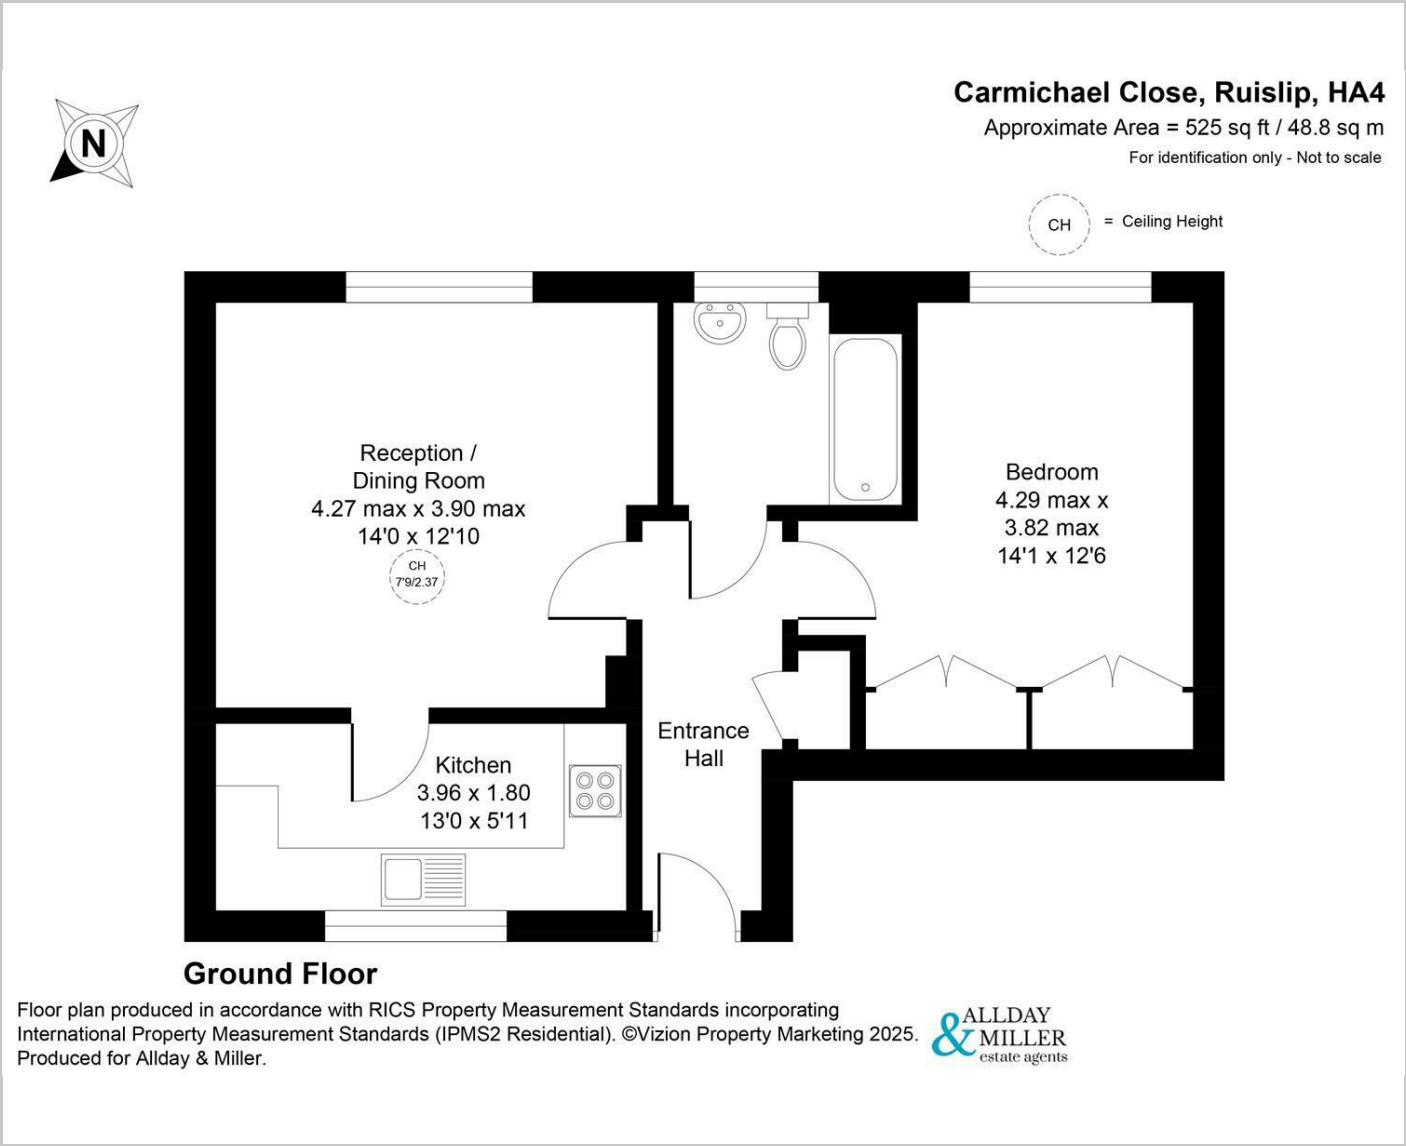 N
Carmichael Close, Ruislip, HA4
Approximate Area = 525 sq ft / 48.8 sq m
For identification only - Not to scale
CH = Ceiling Height
Reception /
Dining Room
4.27 max x 3.90 max
14'0 x 12'10
CH
7'9/2.37
Bedroom
4.29 max x
3.82 max
14'1 x 12'6
Entrance
Hall
Kitchen
3.96 x 1.80
13'0 x 5'11
Ground Floor
Floor plan produced in accordance with RICS Property Measurement Standards incorporating
International Property Measurement Standards (IPMS2 Residential). ©Vizion Property Marketing 2025.
Produced for Allday & Miller.
ALLDAY
& MILLER
estate agents